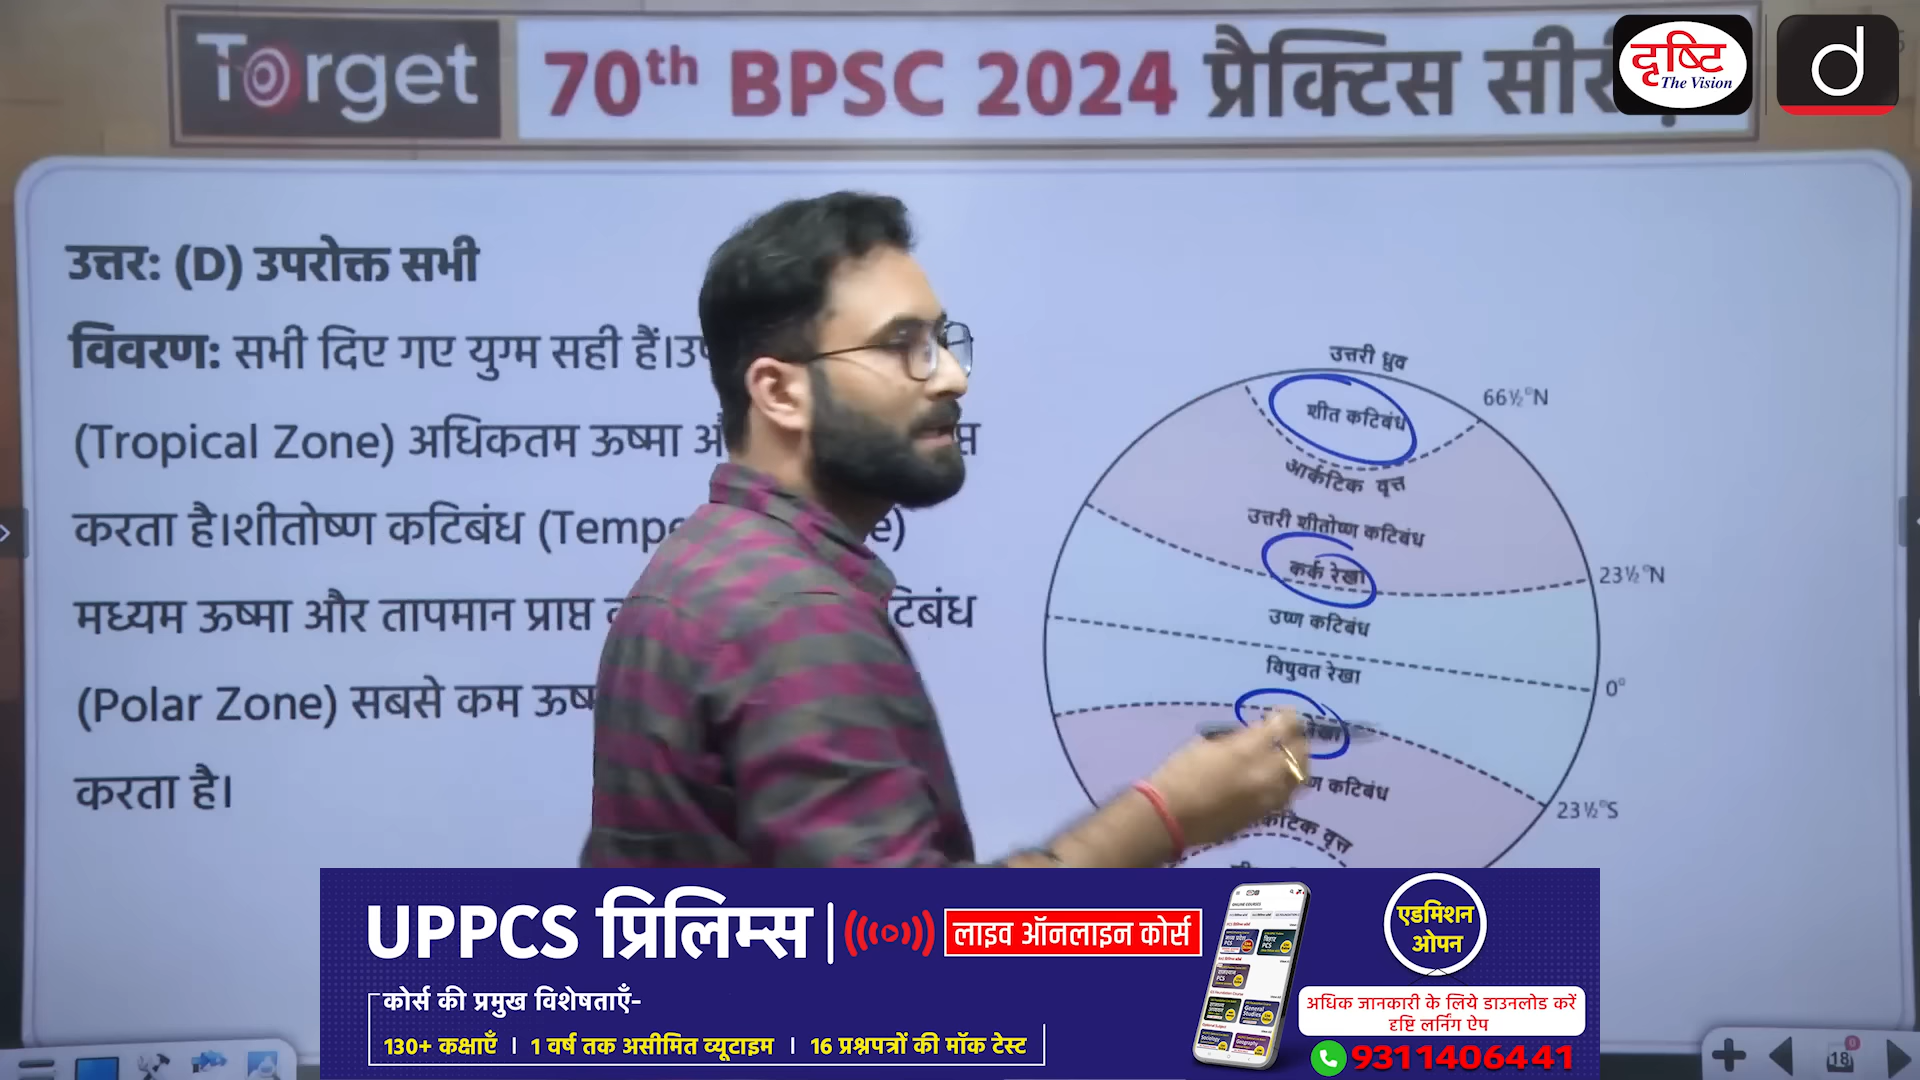 Target
70th BPSC 2024 प्रैक्टिस
दृष्टि
The Vision
d
उत्तर: (D) उपरोक्त सभी
विवरण: सभी दिए गए युग्म सही हैं।
(Tropical Zone) अधिकतम ऊष्मा
करता है।शीतोष्ण कटिबंध
मध्यम ऊष्मा और तापमान प्राप्त
(Polar Zone) सबसे कम
करता है।
उत्तरी ध्रुव
66½°N
शीत कटिबंध
आर्कटिक वृत्त
उत्तरी शीतोष्ण कटिबंध
कर्क रेखा
23½°N
उष्ण कटिबंध
विषुवत रेखा
0°
कटिबंध
23½°S
वृत्त
UPPCS प्रिलिम्स
लाइव ऑनलाइन कोर्स
कोर्स की प्रमुख विशेषताएँ-
130+ कक्षाएँ | 1 वर्ष तक असीमित व्यूटाइम | 16 प्रश्नपत्रों की मॉक टेस्ट
एडमिशन
ओपन
अधिक जानकारी के लिये डाउनलोड करें
दृष्टि लर्निंग ऐप
9311406441
18